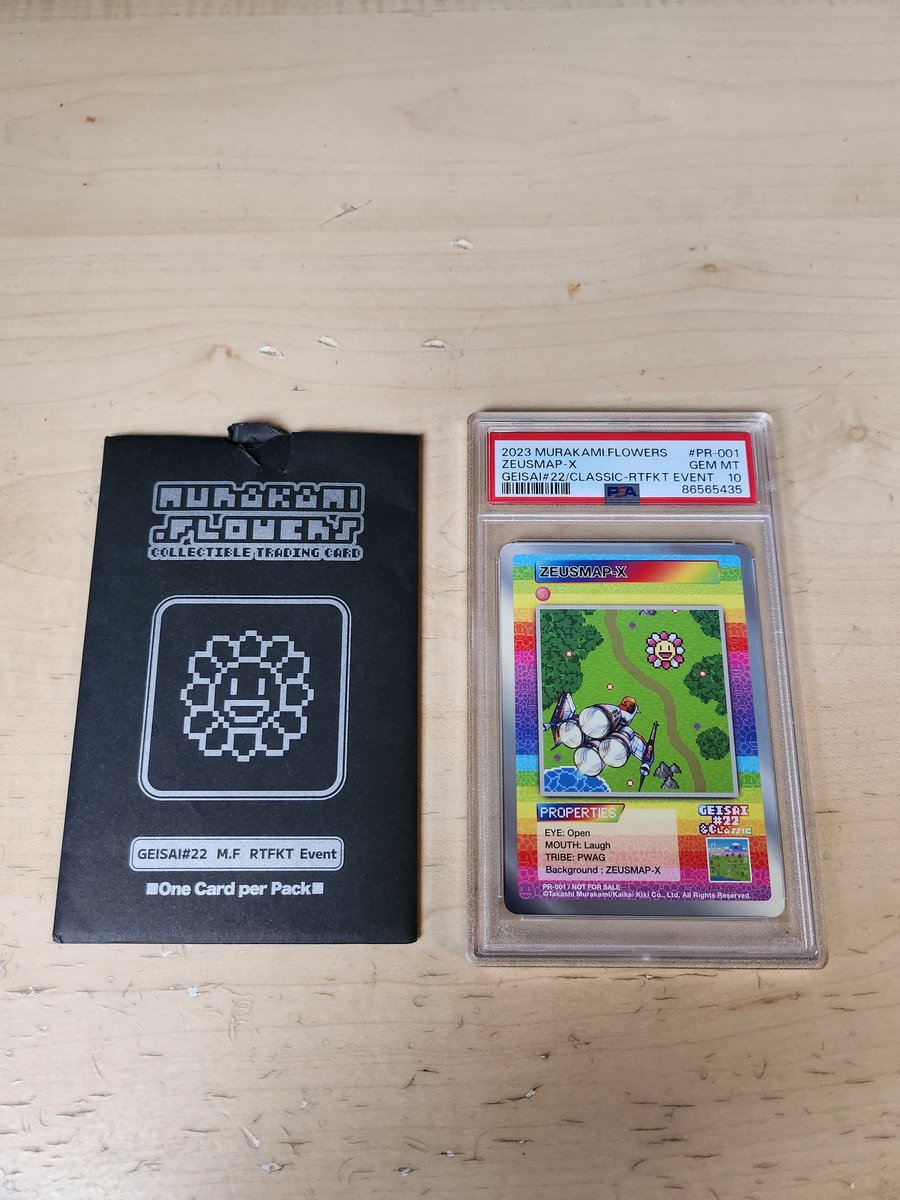 MURAKAMI
.FLOWERS
COLLECTIBLE TRADING CARD
GEISAI#22 M.F RTFKT Event
■One Card per Pack■
2023 MURAKAMI.FLOWERS #PR-001
ZEUSMAP-X GEM MT
GEISAI#22/CLASSIC-RTFKT EVENT 10
PSA 86565435
ZEUSMAP-X
PROPERTIES
EYE: Open
MOUTH: Laugh
TRIBE: PWAG
Background : ZEUSMAP-X
GEISAI
#22
&Classic
PR-001 / NOT FOR SALE
©Takashi Murakami/Kaikai Kiki Co., Ltd. All Rights Reserved.